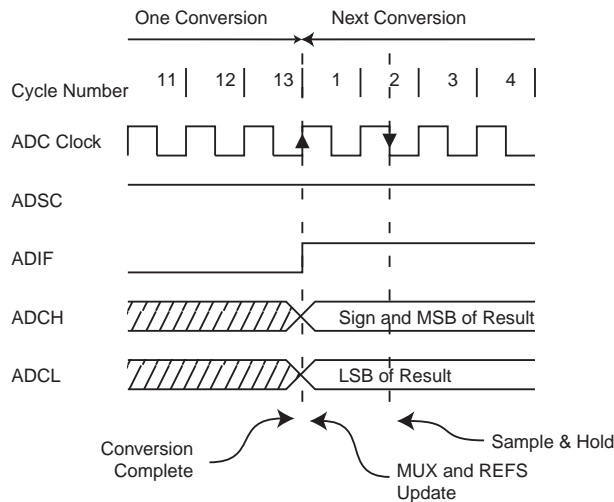 One Conversion
Next Conversion
Cycle Number
11
12
13
1
2
3
4
ADC Clock
ADSC
ADIF
ADCH
Sign and MSB of Result
ADCL
LSB of Result
Conversion
Complete
MUX and REFS
Update
Sample & Hold